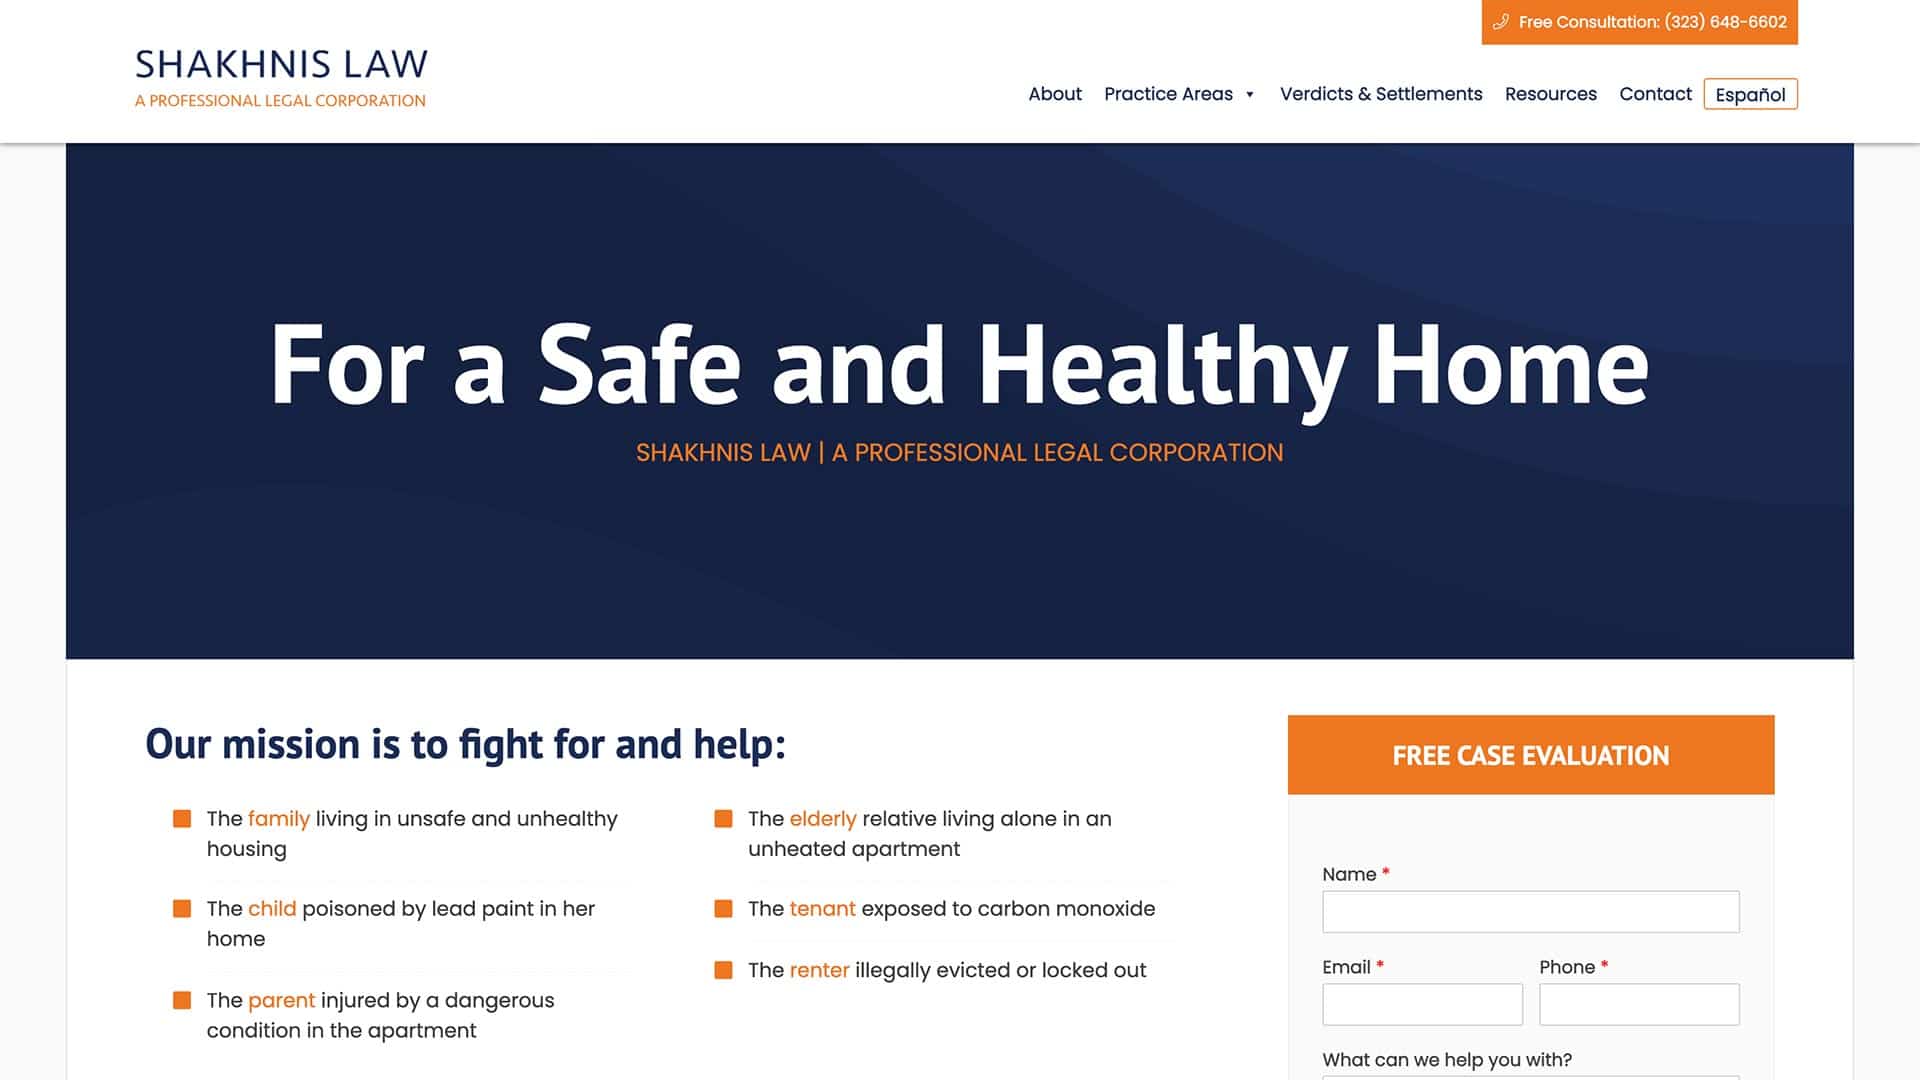 Free Consultation: (323) 648-6602
SHAKHNIS LAW
A PROFESSIONAL LEGAL CORPORATION
About Practice Areas Verdicts & Settlements Resources Contact Español
For a Safe and Healthy Home
SHAKHNIS LAW | A PROFESSIONAL LEGAL CORPORATION
Our mission is to fight for and help:
The family living in unsafe and unhealthy
housing
The child poisoned by lead paint in her
home
The parent injured by a dangerous
condition in the apartment
The elderly relative living alone in an
unheated apartment
The tenant exposed to carbon monoxide
The renter illegally evicted or locked out
FREE CASE EVALUATION
Name *
Email * Phone *
What can we help you with?